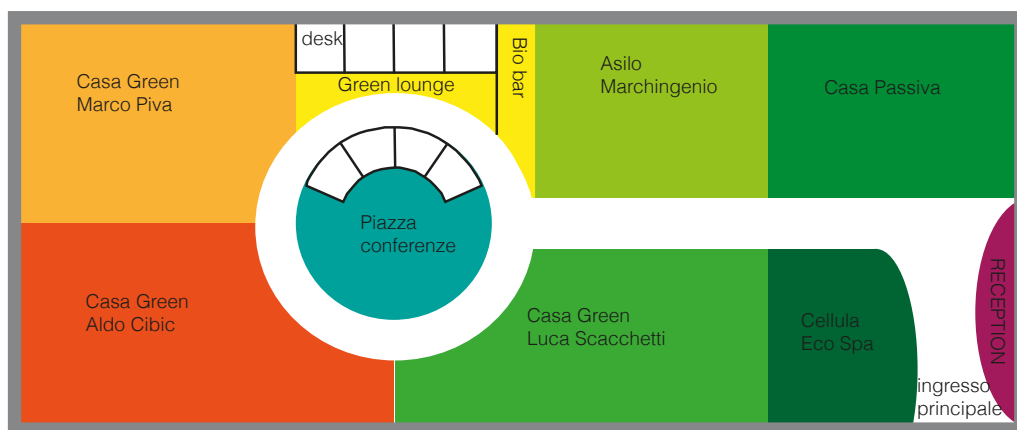 desk
Green lounge
Bio bar
Casa Green
Marco Piva
Asilo
Marchingenio
Casa Passiva
Piazza
conferenze
Casa Green
Aldo Cibic
Casa Green
Luca Scacchetti
Cellula
Eco Spa
RECEPTION
ingresso
principale